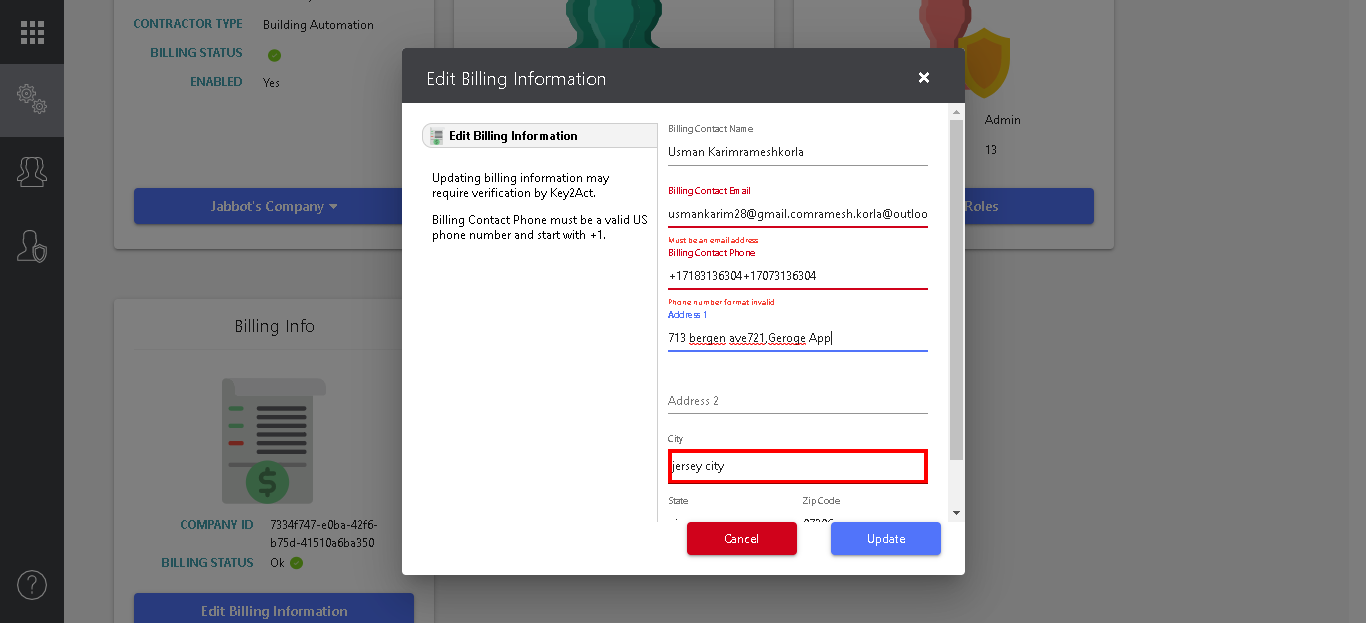 CONTRACTOR TYPE Building Automation
BILLING STATUS
ENABLED Yes
Jabbot's Company
Admin
13
Roles
Edit Billing Information
Edit Billing Information
Updating billing information may
require verification by Key2Act.
Billing Contact Phone must be a valid US
phone number and start with +1.
Billing Contact Name
Usman Karimrameshkorla
Billing Contact Email
usmankarim28@gmail.comramesh.korla@outloo
Must be an email address
Billing Contact Phone
+17183136304+17073136304
Phone number format invalid
Address 1
713 bergen ave721,Geroge App
Address 2
City
jersey city
State Zip Code
Cancel Update
Billing Info
COMPANY ID 7334f747-e0ba-42f6-
b75d-41510a6ba350
BILLING STATUS Ok
Edit Billing Information